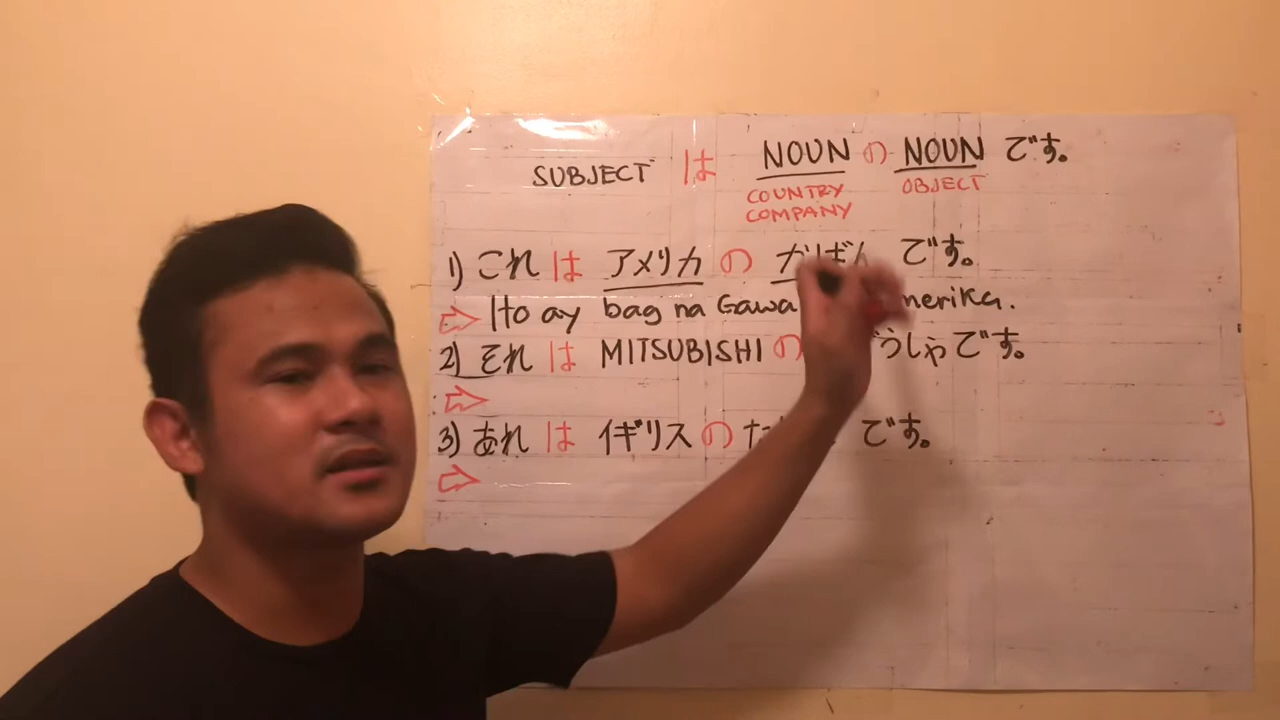 SUBJECT は NOUN の NOUN です。
COUNTRY OBJECT
COMPANY
1) これ は アメリカ の かばん です。
⇨ Ito ay bag na Gawa merika.
2) それ は MITSUBISHI の うしゃ です。
⇨
3) あれ は イギリス の た です。
⇨